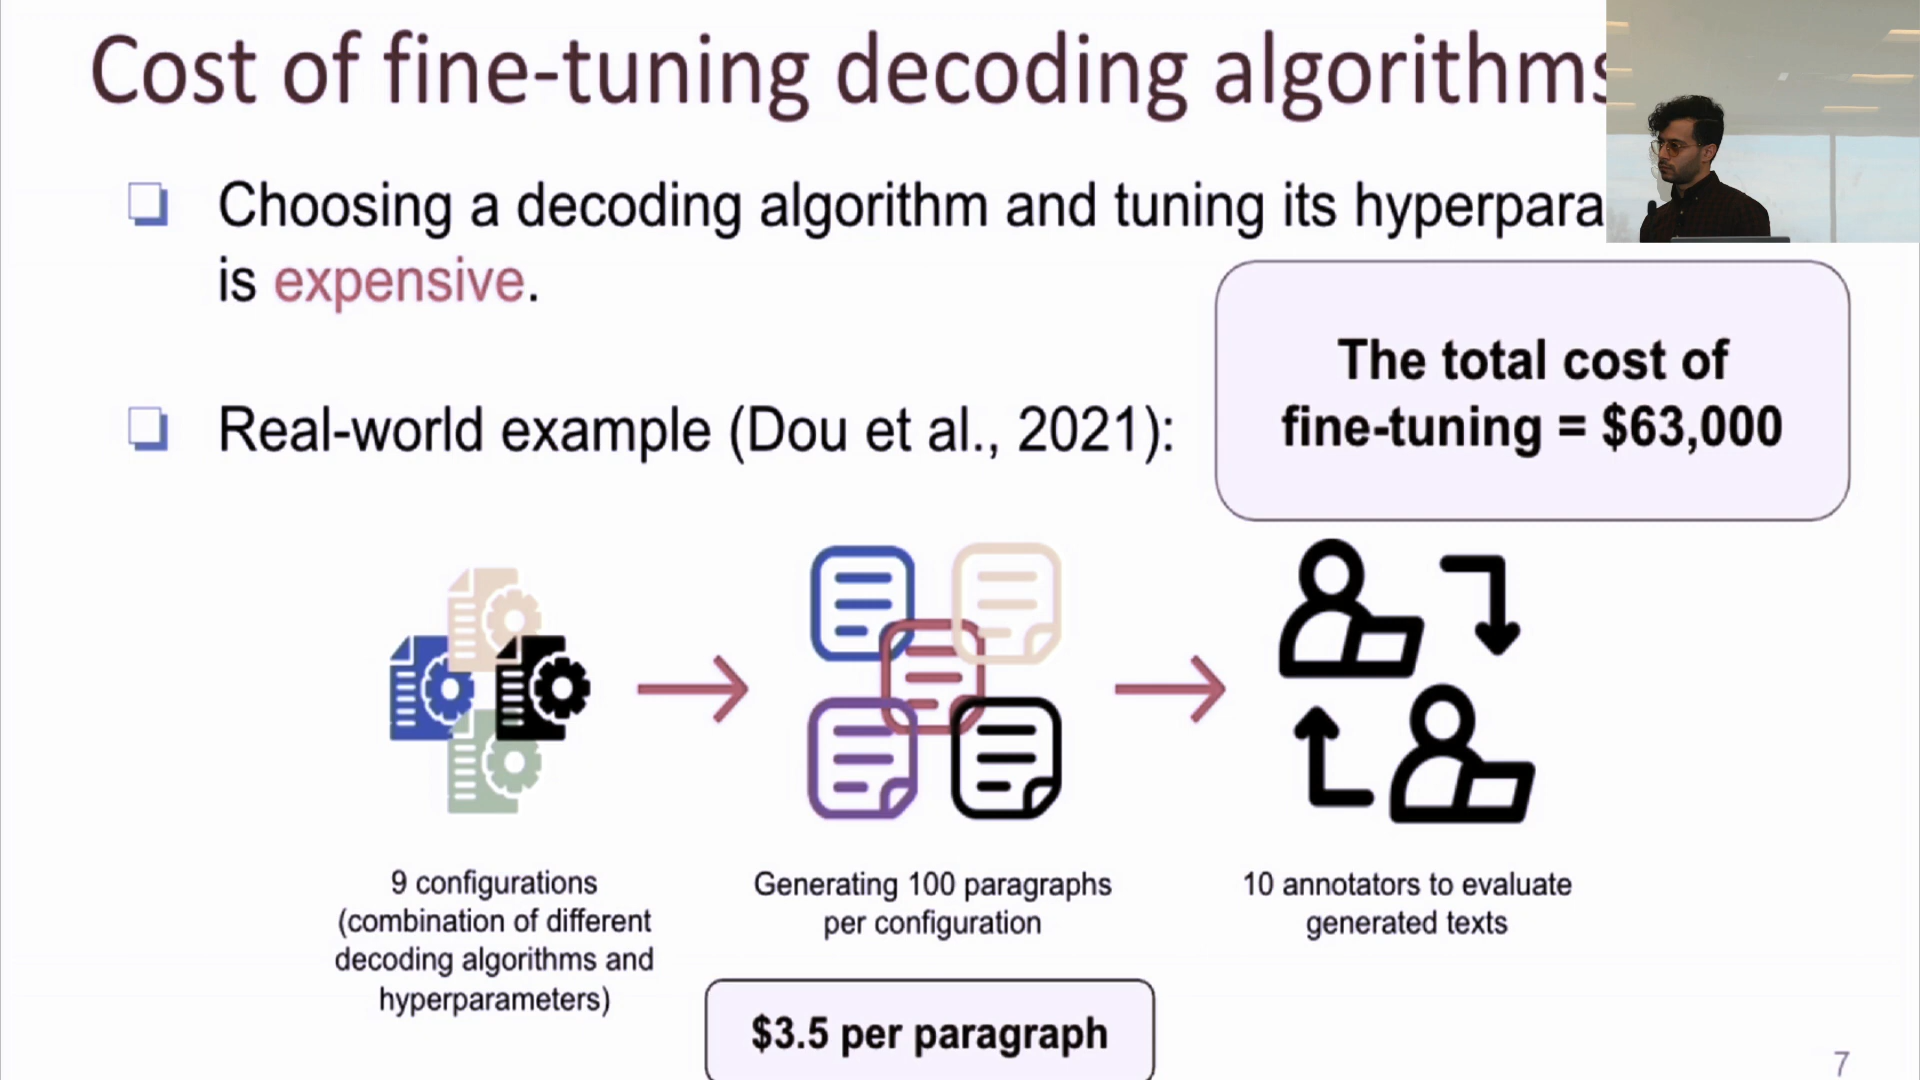 Cost of fine-tuning decoding algorithms
Choosing a decoding algorithm and tuning its hyperpara
is expensive.
The total cost of
fine-tuning = $63,000
Real-world example (Dou et al., 2021):
9 configurations
(combination of different
decoding algorithms and
hyperparameters)
Generating 100 paragraphs
per configuration
10 annotators to evaluate
generated texts
$3.5 per paragraph
7